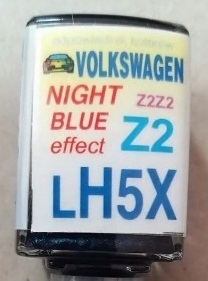 VOLKSWAGEN
NIGHT Z2Z2
BLUE Z2
effect
LH5X